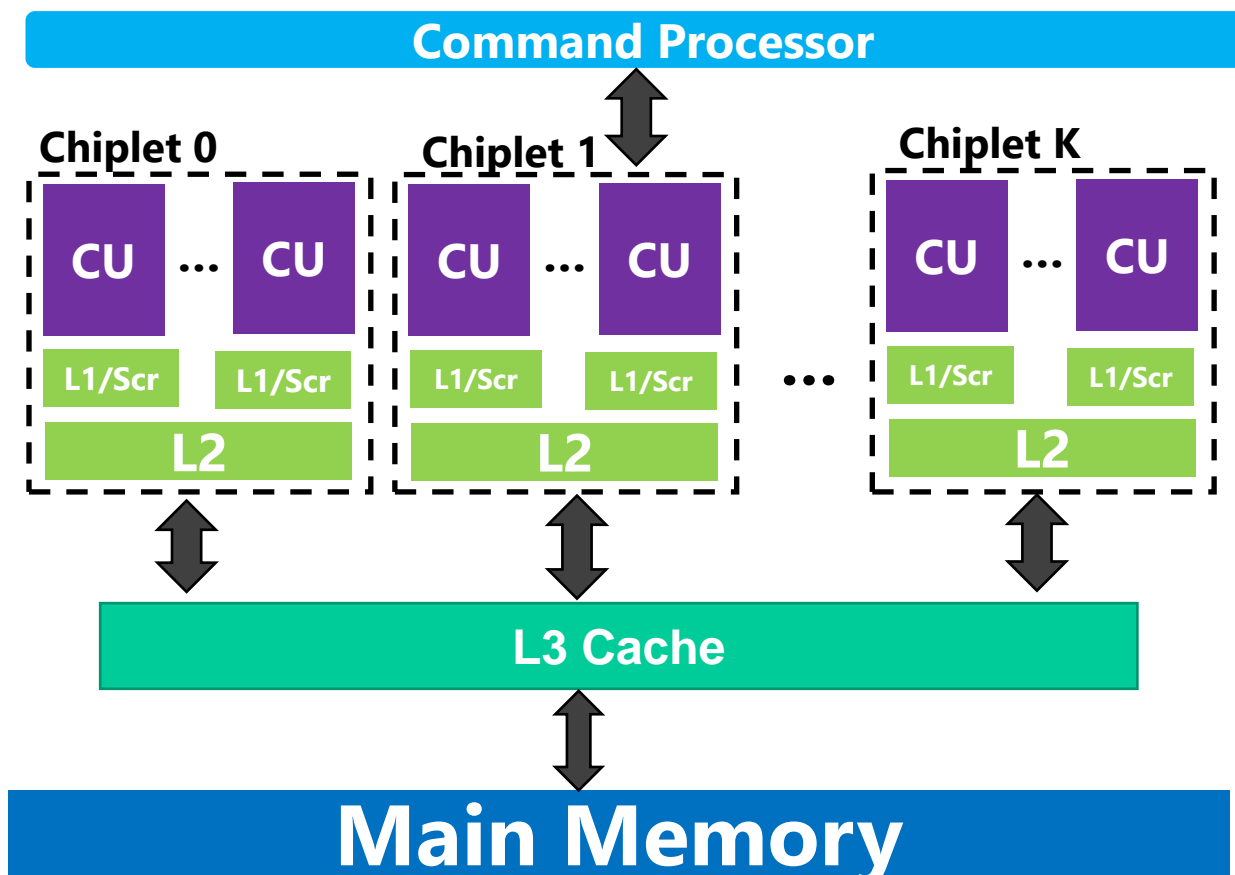 Command Processor
Chiplet 0
Chiplet 1
Chiplet K
CU ... CU
CU ... CU
CU ... CU
L1/Scr L1/Scr
L1/Scr L1/Scr
...
L1/Scr L1/Scr
L2
L2
L2
L3 Cache
Main Memory